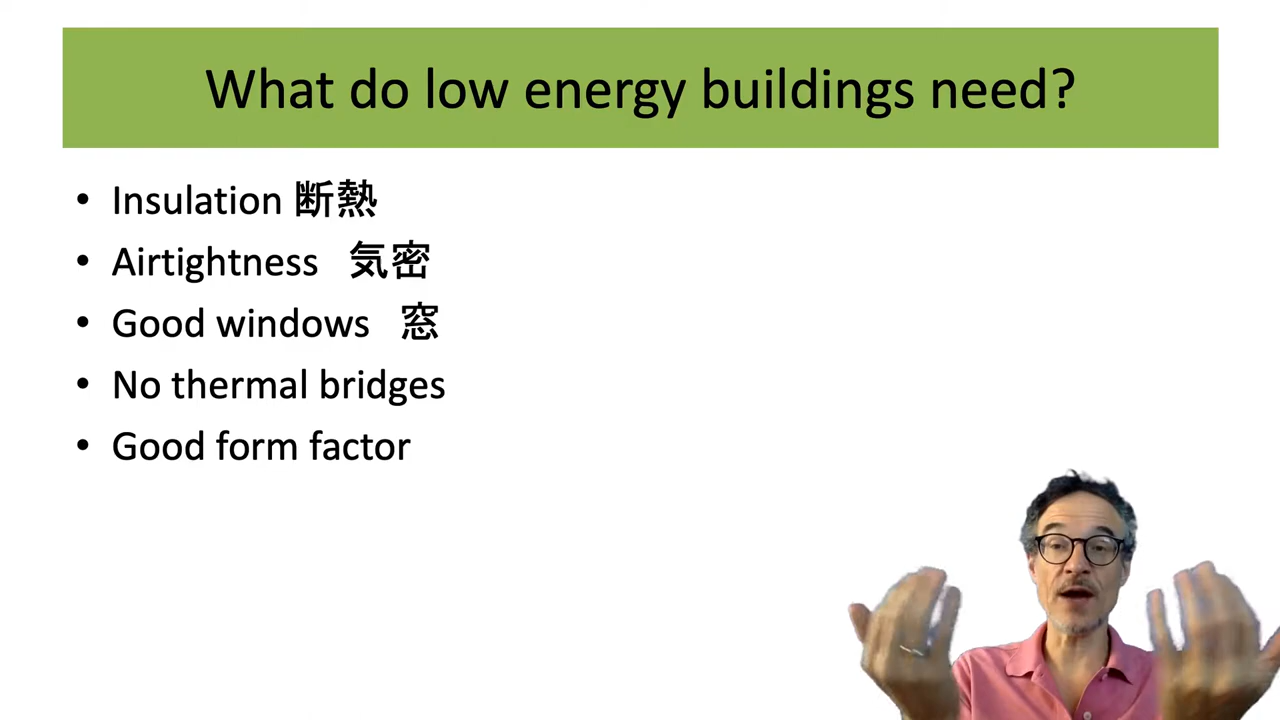 What do low energy buildings need?
• Insulation 断熱
• Airtightness 気密
• Good windows 窓
• No thermal bridges
• Good form factor